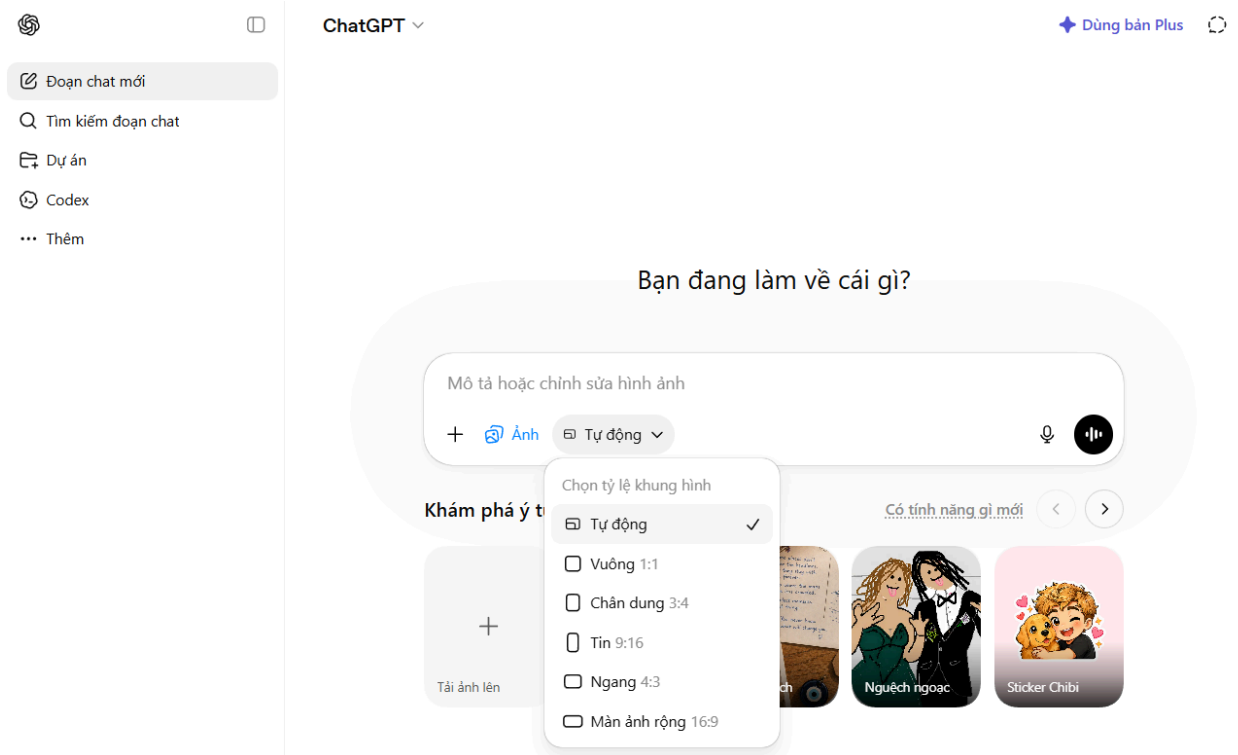 ChatGPT
Dùng bản Plus
Đoạn chat mới
Tìm kiếm đoạn chat
Dự án
Codex
Thêm
Bạn đang làm về cái gì?
Mô tả hoặc chỉnh sửa hình ảnh
Ảnh
Tự động
Chọn tỷ lệ khung hình
Tự động
Vuông 1:1
Chân dung 3:4
Tin 9:16
Ngang 4:3
Màn ảnh rộng 16:9
Khám phá ý t
Có tính năng gì mới
Tải ảnh lên
ch
Nguệch ngoạc
Sticker Chibi